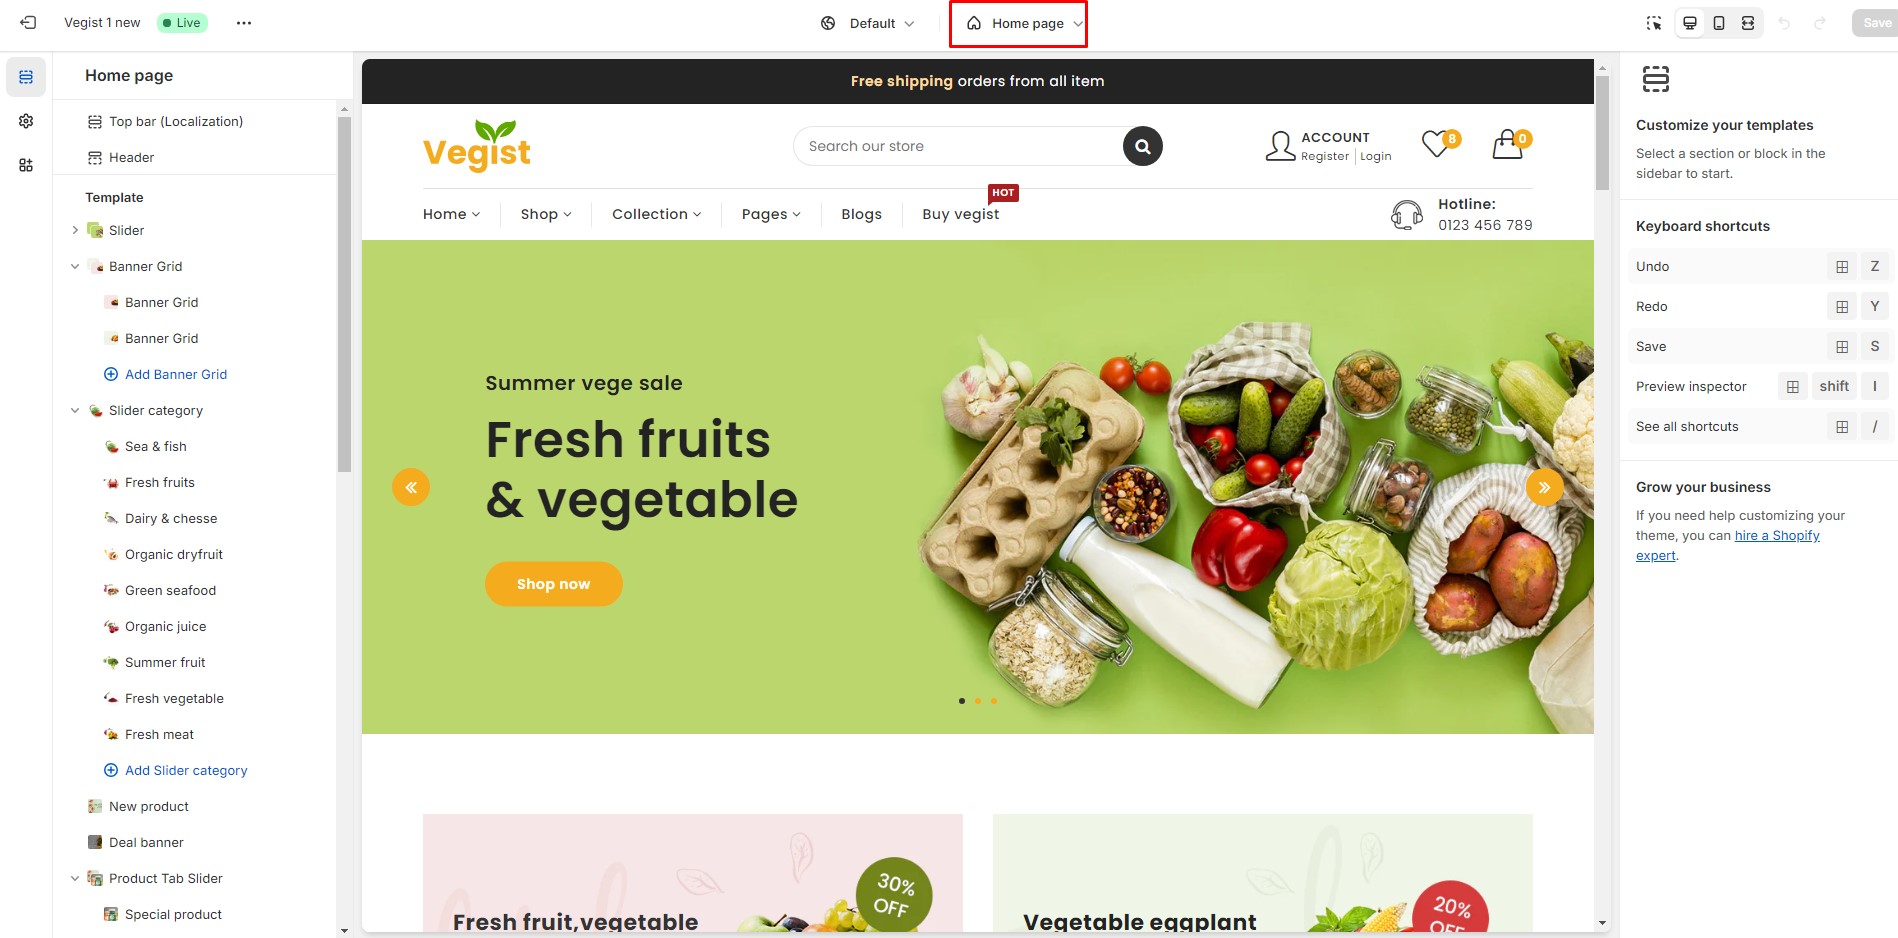 Vegist 1 new
Live
Default
Home page
Save
Home page
Top bar (Localization)
Header
Template
Slider
Banner Grid
Banner Grid
Banner Grid
Add Banner Grid
Slider category
Sea & fish
Fresh fruits
Dairy & chesse
Organic dryfruit
Green seafood
Organic juice
Summer fruit
Fresh vegetable
Fresh meat
Add Slider category
New product
Deal banner
Product Tab Slider
Special product
Free shipping orders from all item
Vegist
Search our store
ACCOUNT
Register Login
8
0
HOT
Home
Shop
Collection
Pages
Blogs
Buy vegist
Hotline:
0123 456 789
Summer vege sale
Fresh fruits
& vegetable
Shop now
30%
OFF
Fresh fruit,vegetable
20%
OFF
Vegetable eggplant
Customize your templates
Select a section or block in the
sidebar to start.
Keyboard shortcuts
Undo Z
Redo Y
Save S
Preview inspector shift I
See all shortcuts /
Grow your business
If you need help customizing your
theme, you can hire a Shopify
expert.